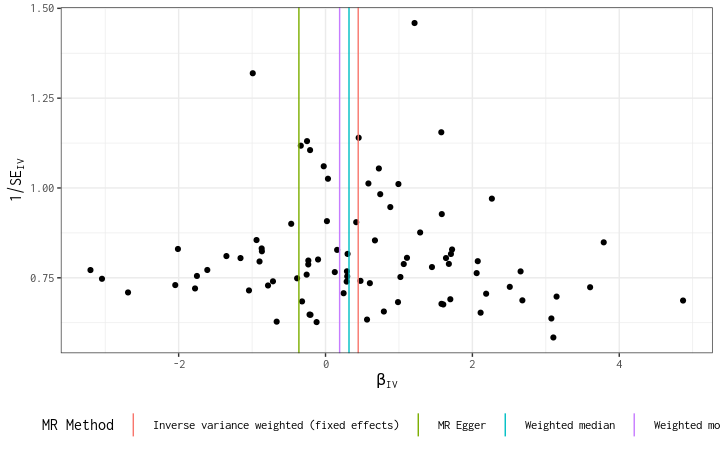 1.50
1.25
1.00
0.75
1/SE_IV
-2 0 2 4
β_IV
MR Method Inverse variance weighted (fixed effects) MR Egger Weighted median Weighted mo